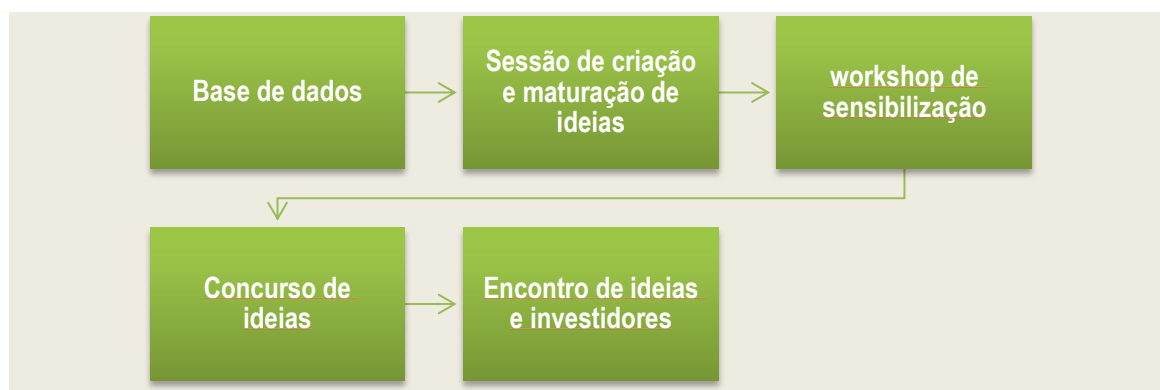 Base de dados
Sessão de criação
e maturação de
ideias
workshop de
sensibilização
Concurso de
ideias
Encontro de ideias
e investidores